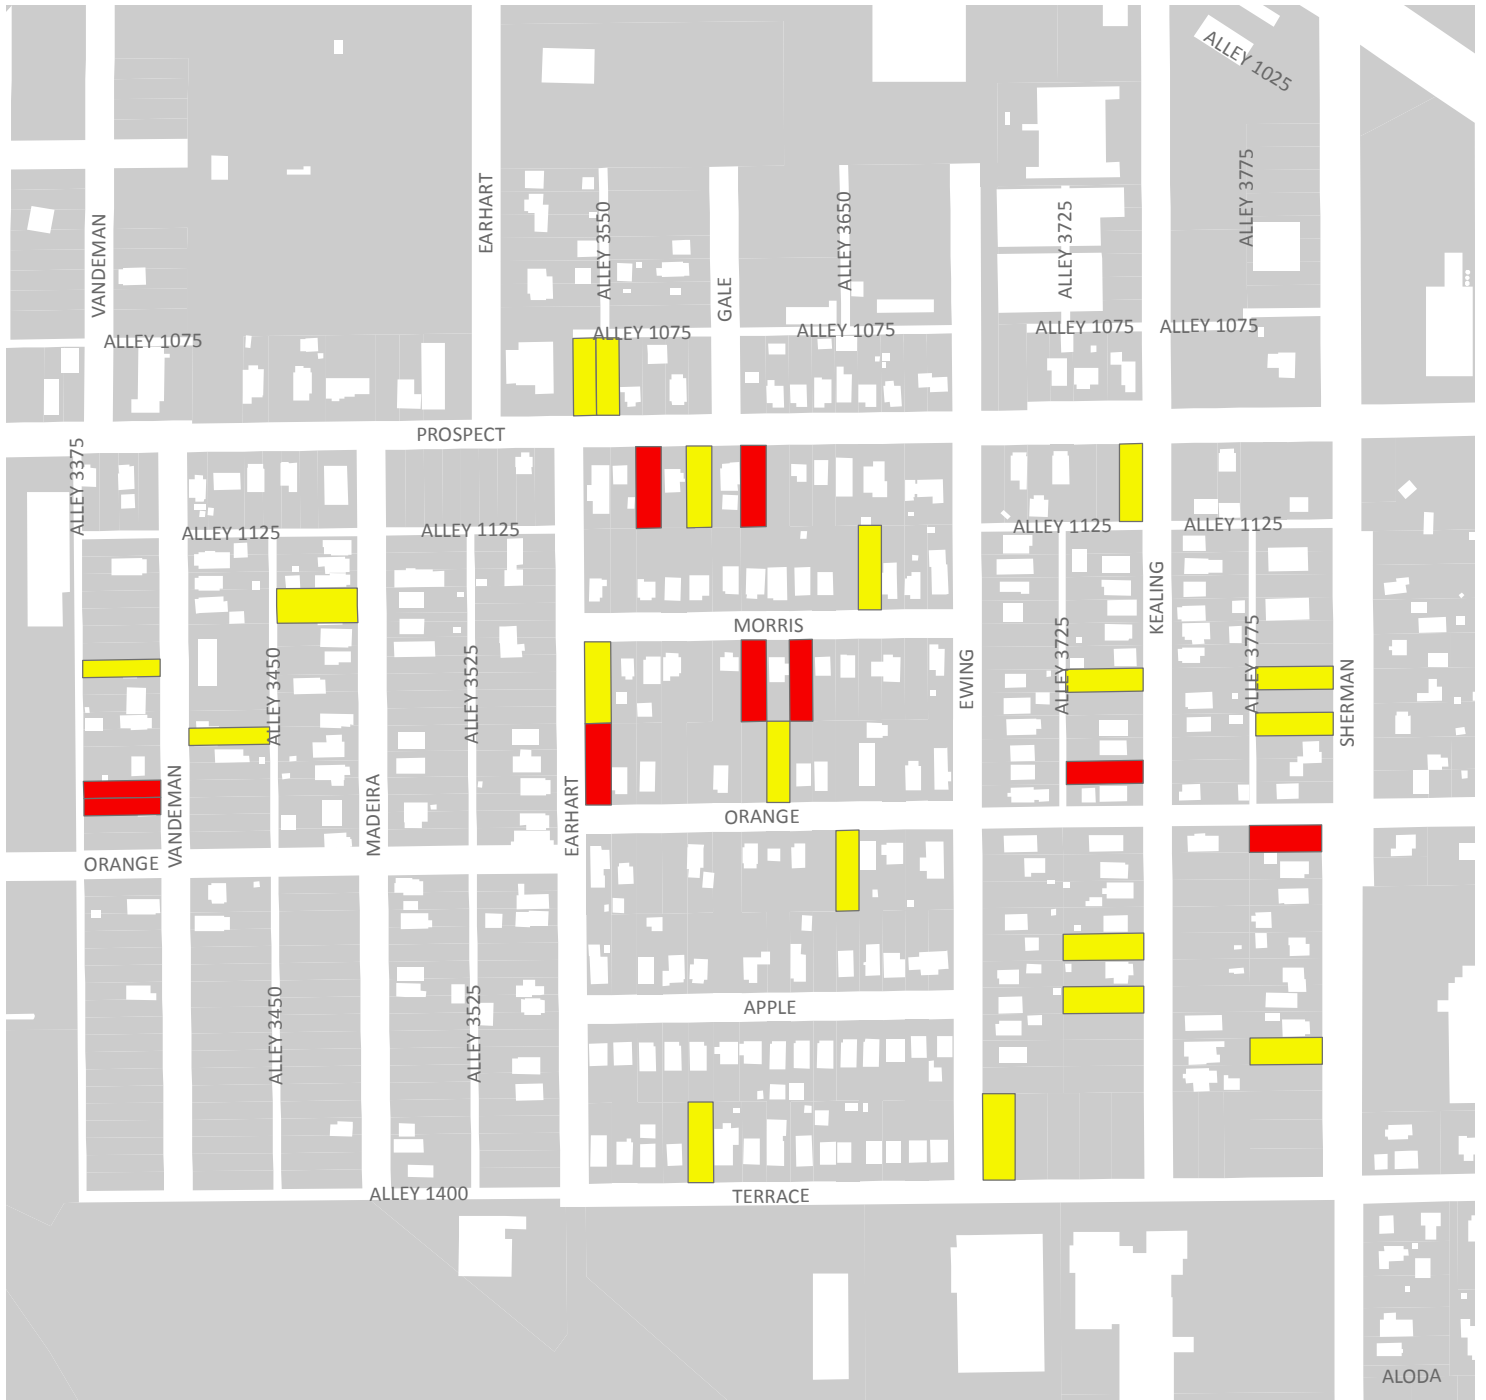 ALLEY 1025
ALLEY 3775
EARHART
ALLEY 3550
ALLEY 3650
ALLEY 3725
VANDEMAN
GALE
ALLEY 1075
ALLEY 1075
ALLEY 1075
ALLEY 1075
ALLEY 1075
PROSPECT
ALLEY 3375
ALLEY 1125
ALLEY 1125
ALLEY 1125
ALLEY 1125
KEALING
MORRIS
ALLEY 3450
ALLEY 3525
EWING
ALLEY 3725
ALLEY 3775
SHERMAN
VANDEMAN
MADEIRA
EARHART
ORANGE
ORANGE
ALLEY 3450
ALLEY 3525
APPLE
ALLEY 1400
TERRACE
ALODA